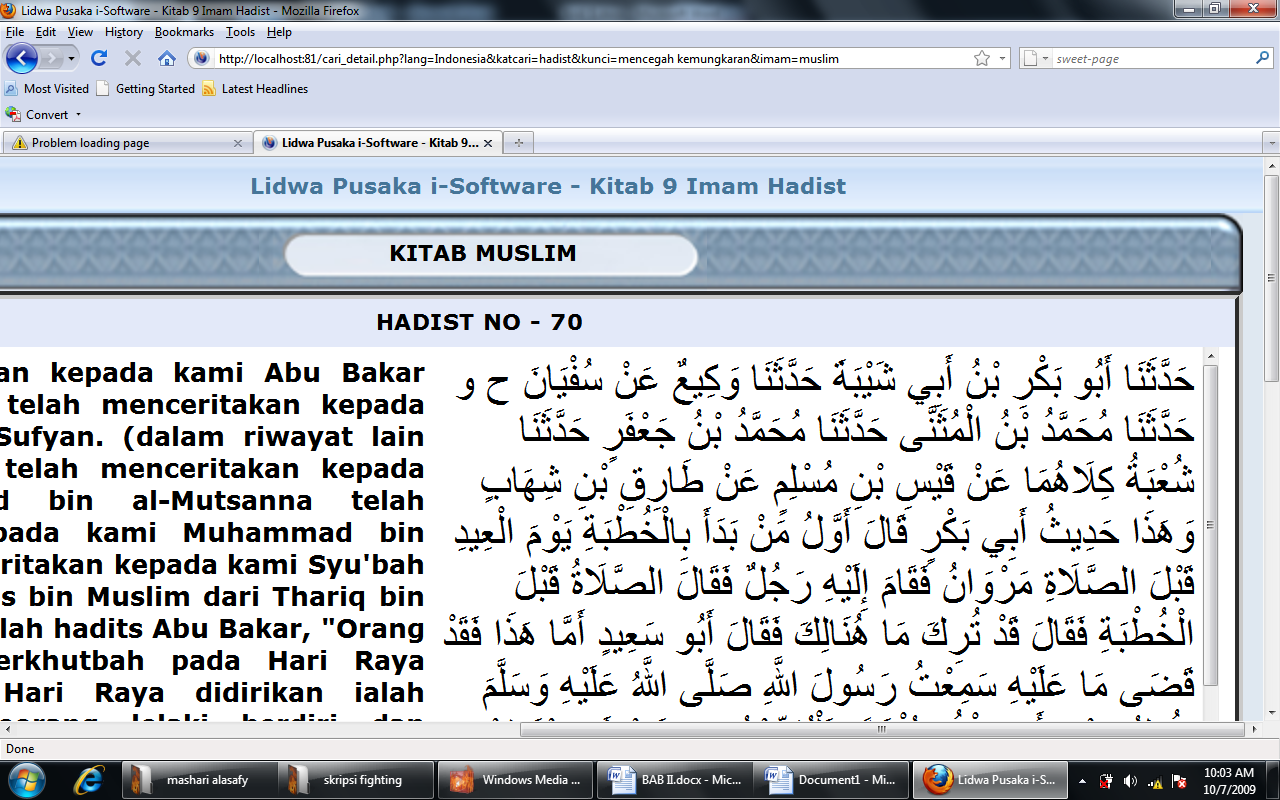 Lidwa Pusaka i-Software - Kitab 9 Imam Hadist - Mozilla Firefox
File Edit View History Bookmarks Tools Help
http://localhost:81/cari_detail.php?lang=Indonesia&katcari=hadist&kunci=mencegah kemungkaran&imam=muslim
sweet-page
Most Visited Getting Started Latest Headlines
Convert
Problem loading page
Lidwa Pusaka i-Software - Kitab 9...
Lidwa Pusaka i-Software - Kitab 9 Imam Hadist
KITAB MUSLIM
HADIST NO - 70
an kepada kami Abu Bakar
telah menceritakan kepada
Sufyan. (dalam riwayat lain
telah menceritakan kepada
d bin al-Mutsanna telah
pada kami Muhammad bin
ritakan kepada kami Syu'bah
s bin Muslim dari Thariq bin
lah hadits Abu Bakar, "Orang
erkhutbah pada Hari Raya
Hari Raya didirikan ialah
seorang lelaki berdiri dan
حَدَّثَنَا أَبُو بَكْرِ بْنُ أَبِي شَيْبَةَ حَدَّثَنَا وَكِيعٌ عَنْ سُفْيَانَ ح و
حَدَّثَنَا مُحَمَّدُ بْنُ الْمُثَنَّى حَدَّثَنَا مُحَمَّدُ بْنُ جَعْفَرٍ حَدَّثَنَا
شُعْبَةُ كِلَاهُمَا عَنْ قَيْسِ بْنِ مُسْلِمٍ عَنْ طَارِقِ بْنِ شِهَابٍ
وَهَذَا حَدِيثُ أَبِي بَكْرٍ قَالَ أَوَّلُ مَنْ بَدَأَ بِالْخُطْبَةِ يَوْمَ الْعِيدِ
قَبْلَ الصَّلَاةِ مَرْوَانُ فَقَامَ إِلَيْهِ رَجُلٌ فَقَالَ الصَّلَاةُ قَبْلَ
الْخُطْبَةِ فَقَالَ قَدْ تُرِكَ مَا هُنَالِكَ فَقَالَ أَبُو سَعِيدٍ أَمَّا هَذَا فَقَدْ
قَضَى مَا عَلَيْهِ سَمِعْتُ رَسُولَ اللَّهِ صَلَّى اللَّهُ عَلَيْهِ وَسَلَّمَ
Done
mashari alasafy
skripsi fighting
Windows Media ...
BAB II.docx - Mic...
Document1 - Mi...
Lidwa Pusaka i-S...
10:03 AM
10/7/2009